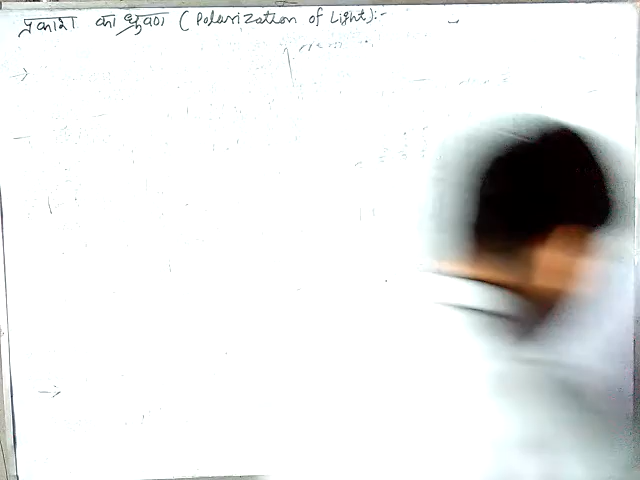 प्रकाश का ध्रुवण (Polarization of Light):-